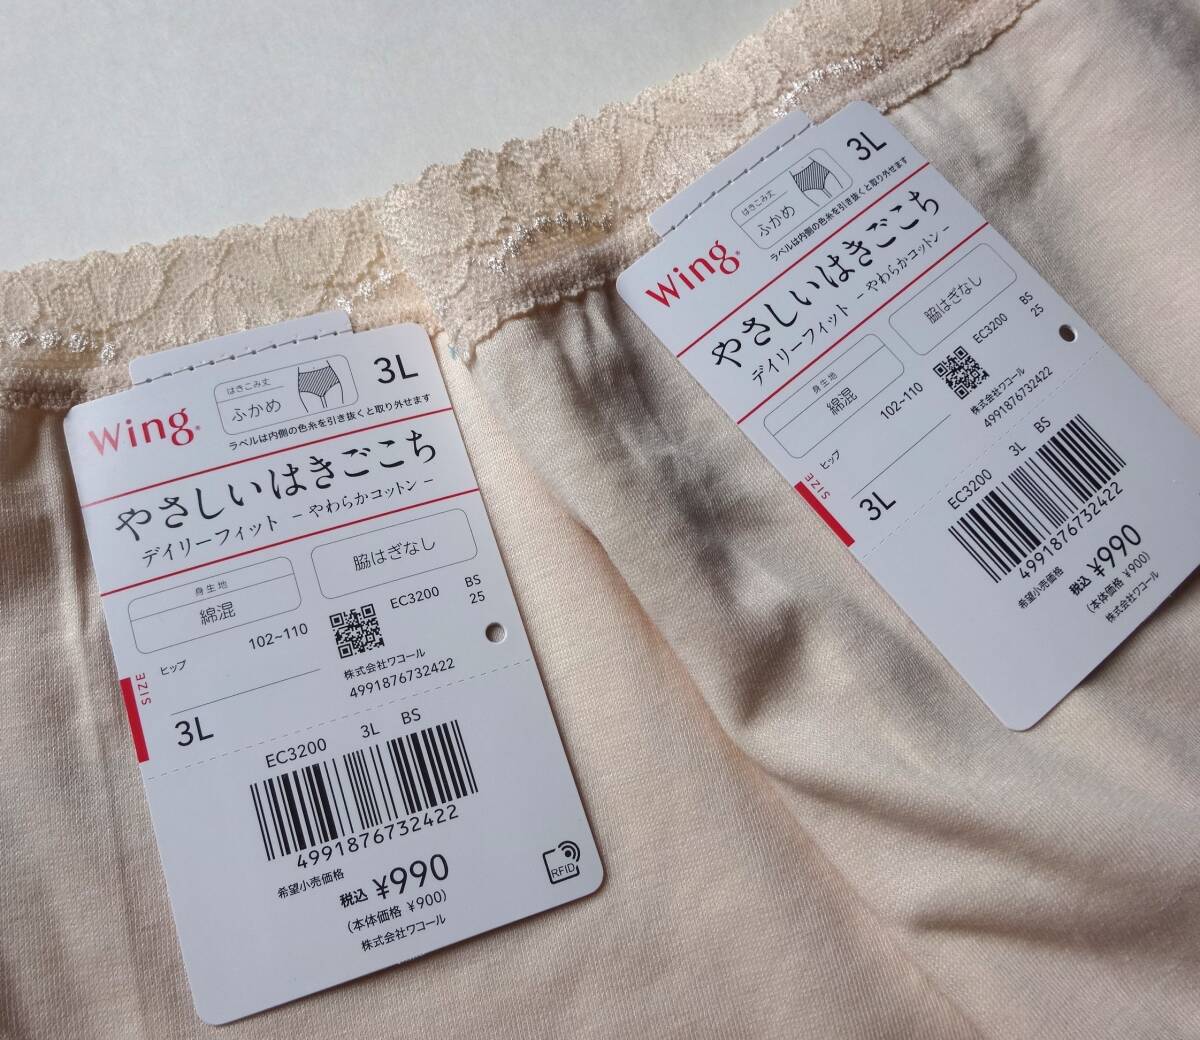 はきこみ丈
ふかめ
3L
Wing
ラベルは内側の色糸を引き抜くと取り外せます
やさしいはきごこち
デイリーフィット -やわらかコットン-
身生地
綿混
脇はぎなし
ヒップ
102~110
EC3200
BS
25
SIZE
3L
株式会社ワコール
4991876732422
EC3200 3L BS
4991876732422
希望小売価格
税込 ¥990
(本体価格 ¥900)
株式会社ワコール
RFID
はきこみ丈
ふかめ
3L
Wing
ラベルは内側の色糸を引き抜くと取り外せます
やさしいはきごこち
デイリーフィット -やわらかコットン-
身生地
綿混
脇はぎなし
ヒップ
102~110
EC3200
BS
25
SIZE
3L
株式会社ワコール
4991876732422
EC3200 3L BS
4991876732422
希望小売価格
税込 ¥990
(本体価格 ¥900)
株式会社ワコール